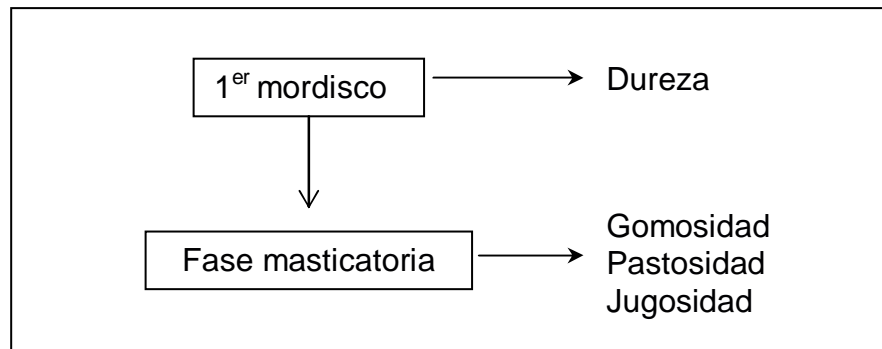 1er mordisco
Dureza
Fase masticatoria
Gomosidad
Pastosidad
Jugosidad